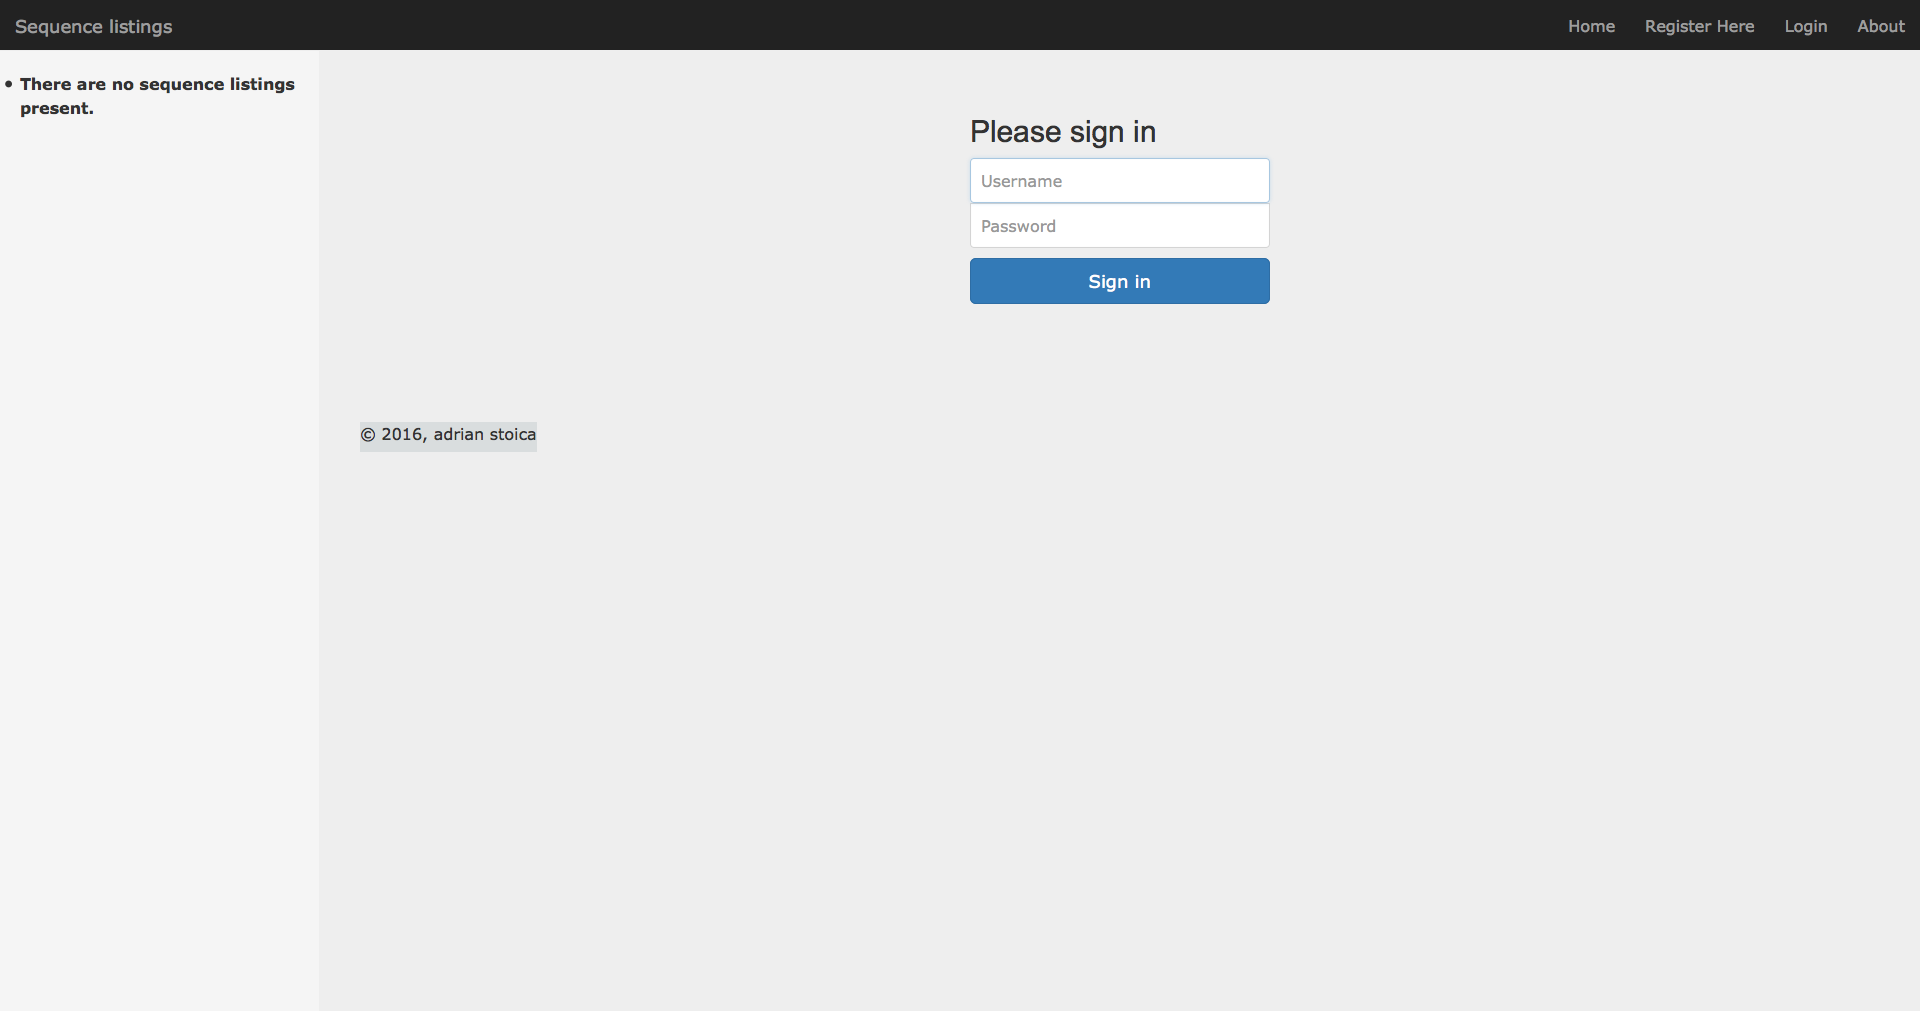 Sequence listings
Home
Register Here
Login
About
• There are no sequence listings
present.
Please sign in
Username
Password
Sign in
© 2016, adrian stoica